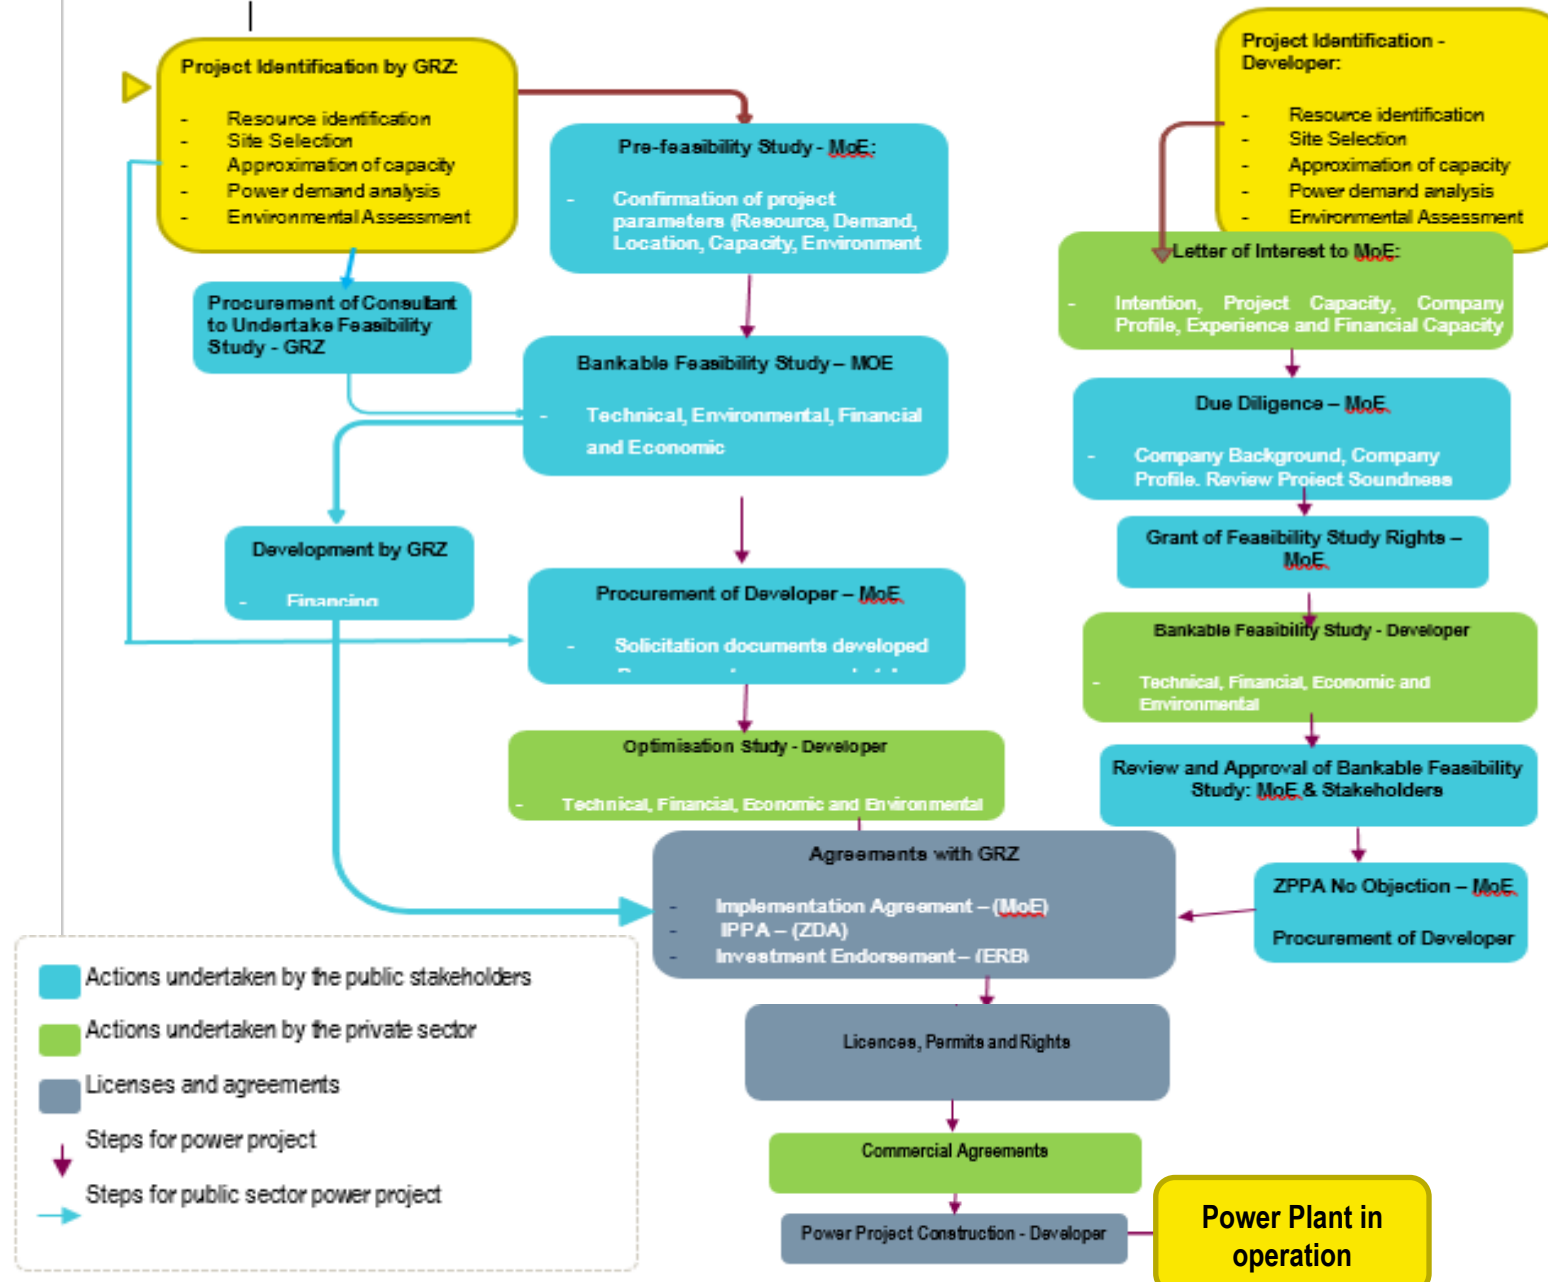 Project Identification by GRZ:
- Resource identification
- Site Selection
- Approximation of capacity
- Power demand analysis
- Environmental Assessment
Procurement of Consultant
to Undertake Feasibility
Study - GRZ
Development by GRZ
- Financing
Pre-feasibility Study - MoE:
- Confirmation of project
parameters (Resource, Demand,
Location, Capacity, Environment
Bankable Feasibility Study – MOE
- Technical, Environmental, Financial
and Economic
Procurement of Developer – MoE
- Solicitation documents developed
Optimisation Study - Developer
- Technical, Financial, Economic and Environmental
Project Identification -
Developer:
- Resource identification
- Site Selection
- Approximation of capacity
- Power demand analysis
- Environmental Assessment
Letter of Interest to MoE:
- Intention, Project Capacity, Company
Profile, Experience and Financial Capacity
Due Diligence – MoE
- Company Background, Company
Profile. Review Project Soundness
Grant of Feasibility Study Rights –
MoE
Bankable Feasibility Study - Developer
- Technical, Financial, Economic and
Environmental
Review and Approval of Bankable Feasibility
Study: MoE & Stakeholders
ZPPA No Objection – MoE
Procurement of Developer
Agreements with GRZ
- Implementation Agreement – (MoE)
- IPPA – (ZDA)
- Investment Endorsement – (ERB)
Licences, Permits and Rights
Commercial Agreements
Power Project Construction - Developer
Power Plant in
operation
Actions undertaken by the public stakeholders
Actions undertaken by the private sector
Licenses and agreements
Steps for power project
Steps for public sector power project